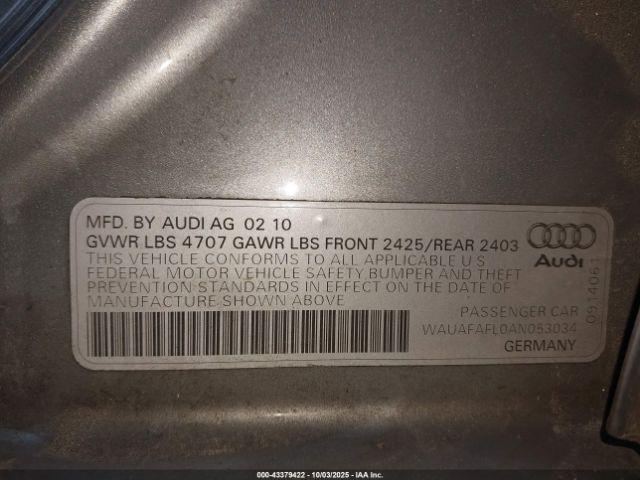 MFD. BY AUDI AG 02 10
GVWR LBS 4707 GAWR LBS FRONT 2425/REAR 2403
THIS VEHICLE CONFORMS TO ALL APPLICABLE U S
FEDERAL MOTOR VEHICLE SAFETY BUMPER AND THEFT
PREVENTION STANDARDS IN EFFECT ON THE DATE OF
MANUFACTURE SHOWN ABOVE
Audi
0914061
PASSENGER CAR
WAUAFAFL0AN053034
GERMANY
000-43379422 | 10/03/2025 | IAA Inc.